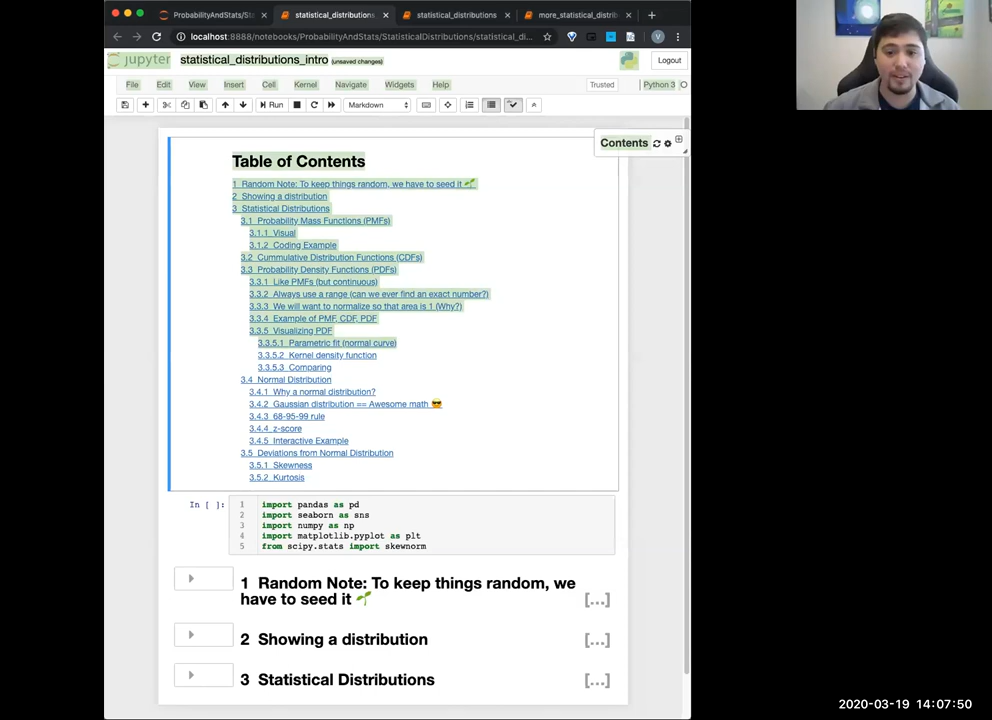 ProbabilityAndStats/St
statistical_distributions
statistical_distributions
more_statistical_distrib
localhost:8888/notebooks/ProbabilityAndStats/StatisticalDistributions/statistical_di...
V
jupyter
statistical_distributions_intro (unsaved changes)
Logout
File Edit View Insert Cell Kernel Navigate Widgets Help
Trusted
Python 3
Run
Markdown
Contents
Table of Contents
1 Random Note: To keep things random, we have to seed it 🌱
2 Showing a distribution
3 Statistical Distributions
3.1 Probability Mass Functions (PMFs)
3.1.1 Visual
3.1.2 Coding Example
3.2 Cummulative Distribution Functions (CDFs)
3.3 Probability Density Functions (PDFs)
3.3.1 Like PMFs (but continuous)
3.3.2 Always use a range (can we ever find an exact number?)
3.3.3 We will want to normalize so that area is 1 (Why?)
3.3.4 Example of PMF, CDF, PDF
3.3.5 Visualizing PDF
3.3.5.1 Parametric fit (normal curve)
3.3.5.2 Kernel density function
3.3.5.3 Comparing
3.4 Normal Distribution
3.4.1 Why a normal distribution?
3.4.2 Gaussian distribution == Awesome math 😎
3.4.3 68-95-99 rule
3.4.4 z-score
3.4.5 Interactive Example
3.5 Deviations from Normal Distribution
3.5.1 Skewness
3.5.2 Kurtosis
In [ ]:
1 import pandas as pd
2 import seaborn as sns
3 import numpy as np
4 import matplotlib.pyplot as plt
5 from scipy.stats import skewnorm
1 Random Note: To keep things random, we
have to seed it 🌱
[...]
2 Showing a distribution
[...]
3 Statistical Distributions
[...]
2020-03-19 14:07:50